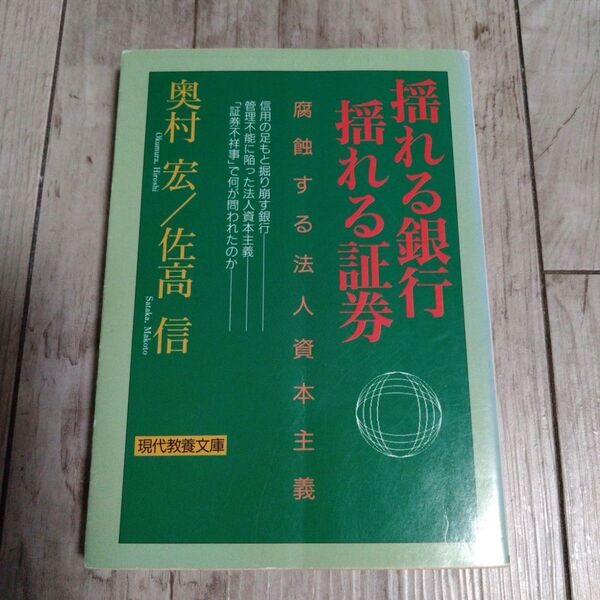 揺れる銀行
揺れる証券
腐蝕する法人資本主義
信用の足もと掘り崩す銀行――
管理不能に陥った法人資本主義――
「証券不祥事」で何が問われたのか――
奥村 宏／佐高 信
Okumura, Hiroshi
Sataka, Makoto
現代教養文庫